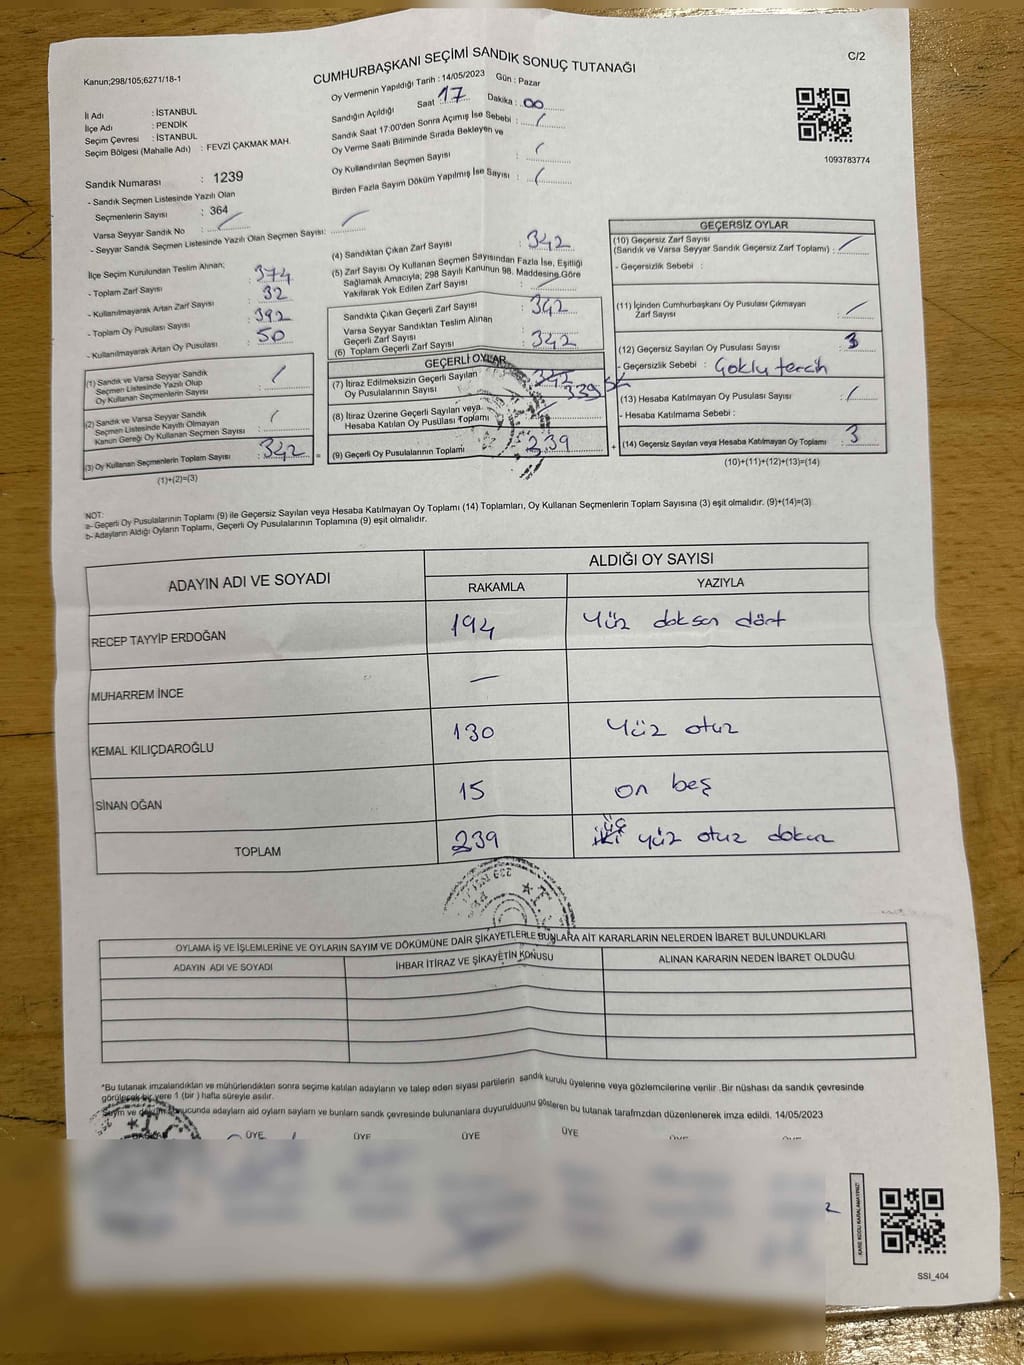 Kanun;298/105;6271/18-1
C/2
CUMHURBAŞKANI SEÇİMİ SANDIK SONUÇ TUTANAĞI
Oy Vermenin Yapıldığı Tarih : 14/05/2023 Gün : Pazar
Sandığın Açıldığı Saat : 17 Dakika : 00
Sandık Saat 17:00'den Sonra Açımış İse Sebebi : /
Oy Verme Saati Bitiminde Sırada Bekleyen ve
Oy Kullandırılan Seçmen Sayısı : /
Birden Fazla Sayım Döküm Yapılmış İse Sayısı : /
1093783774
İl Adı : İSTANBUL
İlçe Adı : PENDİK
Seçim Çevresi : İSTANBUL
Seçim Bölgesi (Mahalle Adı) : FEVZİ ÇAKMAK MAH.
Sandık Numarası : 1239
- Sandık Seçmen Listesinde Yazılı Olan
Seçmenlerin Sayısı : 364
Varsa Seyyar Sandık No : /
- Seyyar Sandık Seçmen Listesinde Yazılı Olan Seçmen Sayısı: /
İlçe Seçim Kurulundan Teslim Alınan;
- Toplam Zarf Sayısı : 374
- Kullanılmayarak Artan Zarf Sayısı : 32
- Toplam Oy Pusulası Sayısı : 392
- Kullanılmayarak Artan Oy Pusulası : 50
(1) Sandık ve Varsa Seyyar Sandık
Seçmen Listesinde Yazılı Olup
Oy Kullanan Seçmenlerin Sayısı : /
(2) Sandık ve Varsa Seyyar Sandık
Seçmen Listesinde Kayıtlı Olmayan
Kanun Gereği Oy Kullanan Seçmen Sayısı : /
(3) Oy Kullanan Seçmenlerin Toplam Sayısı : 342 =
(1)+(2)=(3)
(4) Sandıktan Çıkan Zarf Sayısı : 342
(5) Zarf Sayısı Oy Kullanan Seçmen Sayısından Fazla İse, Eşitliği
Sağlamak Amacıyla; 298 Sayılı Kanunun 98. Maddesine Göre
Yakılarak Yok Edilen Zarf Sayısı : /
Sandıkta Çıkan Geçerli Zarf Sayısı : 342
Varsa Seyyar Sandıktan Teslim Alınan
Geçerli Zarf Sayısı
(6) Toplam Geçerli Zarf Sayısı : 342
GEÇERLİ OYLAR
(7) İtiraz Edilmeksizin Geçerli Sayılan
Oy Pusulasının Sayısı : 342 339
(8) İtiraz Üzerine Geçerli Sayılan veya
Hesaba Katılan Oy Pusulası Toplamı
(9) Geçerli Oy Pusulalarının Toplamı 239 +
GEÇERSİZ OYLAR
(10) Geçersiz Zarf Sayısı
(Sandık ve Varsa Seyyar Sandık Geçersiz Zarf Toplamı) : /
- Geçersizlik Sebebi :
(11) İçinden Cumhurbaşkanı Oy Pusulası Çıkmayan
Zarf Sayısı : /
(12) Geçersiz Sayılan Oy Pusulası Sayısı : 3
- Geçersizlik Sebebi : Çoklu tercih
(13) Hesaba Katılmayan Oy Pusulası Sayısı : /
- Hesaba Katılmama Sebebi :
(14) Geçersiz Sayılan veya Hesaba Katılmayan Oy Toplamı : 3
(10)+(11)+(12)+(13)=(14)
NOT:
a- Geçerli Oy Pusulalarının Toplamı (9) ile Geçersiz Sayılan veya Hesaba Katılmayan Oy Toplamı (14) Toplamları, Oy Kullanan Seçmenlerin Toplam Sayısına (3) eşit olmalıdır. (9)+(14)=(3)
b- Adayların Aldığı Oyların Toplamı, Geçerli Oy Pusulalarının Toplamına (9) eşit olmalıdır.
ADAYIN ADI VE SOYADI ALDIĞI OY SAYISI
RAKAMLA YAZIYLA
RECEP TAYYİP ERDOĞAN 194 Yüz doksan dört
MUHARREM İNCE —
KEMAL KILIÇDAROĞLU 130 Yüz otuz
SİNAN OĞAN 15 on beş
TOPLAM 239 iki üç yüz otuz dokuz
OYLAMA İŞ VE İŞLEMLERİNE VE OYLARIN SAYIM VE DÖKÜMÜNE DAİR ŞİKAYETLERLE BUNLARA AİT KARARLARIN NELERDEN İBARET BULUNDUKLARI
ADAYIN ADI VE SOYADI İHBAR İTİRAZ VE ŞİKAYETİN KONUSU ALINAN KARARIN NEDEN İBARET OLDUĞU
*Bu tutanak imzalandıktan ve mühürlendikten sonra seçime katılan adayların ve talep eden siyasi partilerin sandık kurulu üyelerine veya gözlemcilerine verilir .Bir nüshası da sandık çevresinde
görülecek bir yere 1 (bir ) hafta süreyle asılır.
Sayım ve döküm sonucunda adayların ald oyların sayların ve bunların sandık çevresinde bulunanlara duyurulduunu gösteren bu tutanak tarafmzdan düzenlenerek imza edildi. 14/05/2023
BAŞKAN ÜYE ÜYE ÜYE ÜYE ÜYE ÜYE
KARE KODU KARALAMAYINIZ!
SSI_404